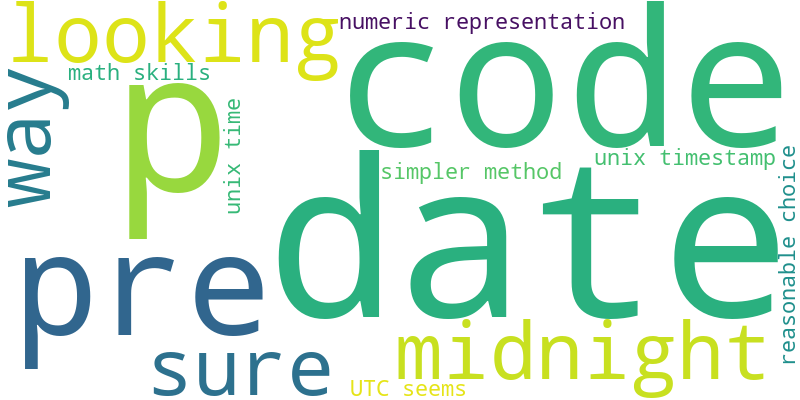 looking
numeric representation
code
math skills
way
p
unix time
simpler method
unix timestamp
reasonable choice
date
pre
midnight
sure
UTC seems